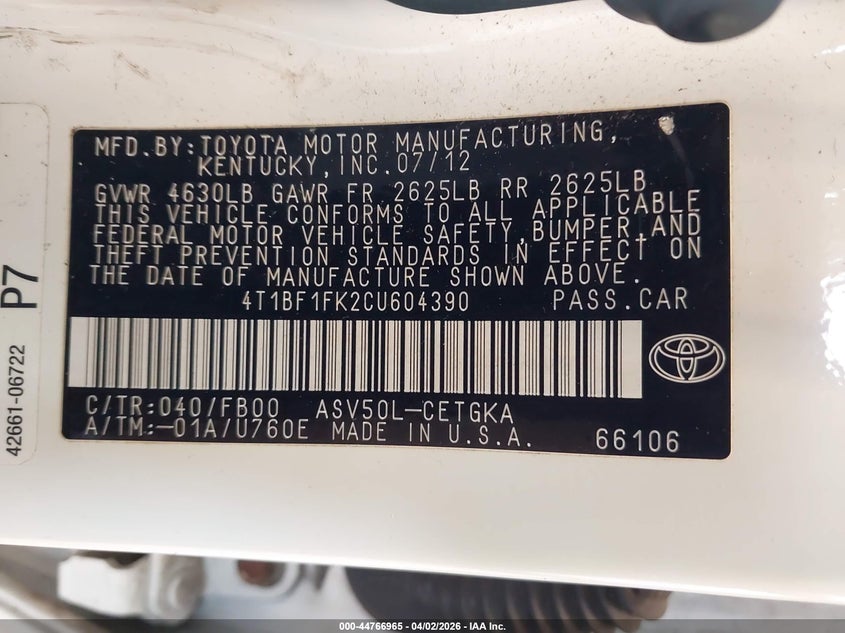 MFD.BY:TOYOTA MOTOR MANUFACTURING,
KENTUCKY,INC.07/12
GVWR 4630LB GAWR FR 2625LB RR 2625LB
THIS VEHICLE CONFORMS TO ALL APPLICABLE
FEDERAL MOTOR VEHICLE SAFETY,BUMPER,AND
THEFT PREVENTION STANDARDS IN EFFECT ON
THE DATE OF MANUFACTURE SHOWN ABOVE.
4T1BF1FK2CU604390 PASS.CAR
C/TR:040/FB00 ASV50L-CETGKA
A/TM:-01A/U760E MADE IN U.S.A. 66106
42661-06722 P7
000-44766965 - 04/02/2026 - IAA Inc.